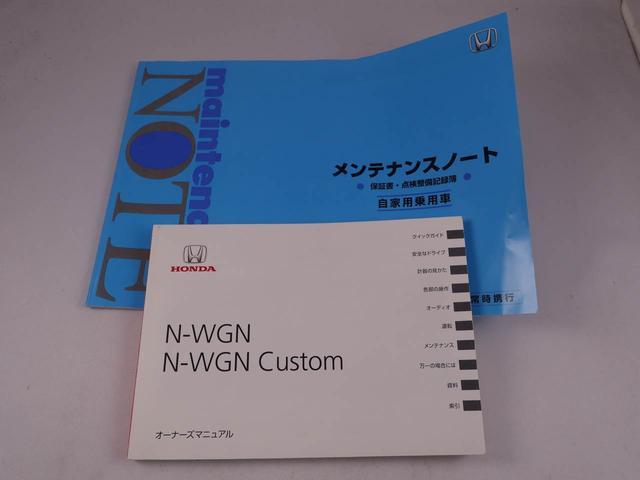 maintenance
NOTE
メンテナンスノート
保証書・点検整備記録簿
自家用乗用車
常時携行
HONDA
N-WGN
N-WGN Custom
オーナーズマニュアル
クイックガイド
安全なドライブ
計器の見かた
各部の操作
オーディオ
運転
メンテナンス
万一の場合には
資料
索引